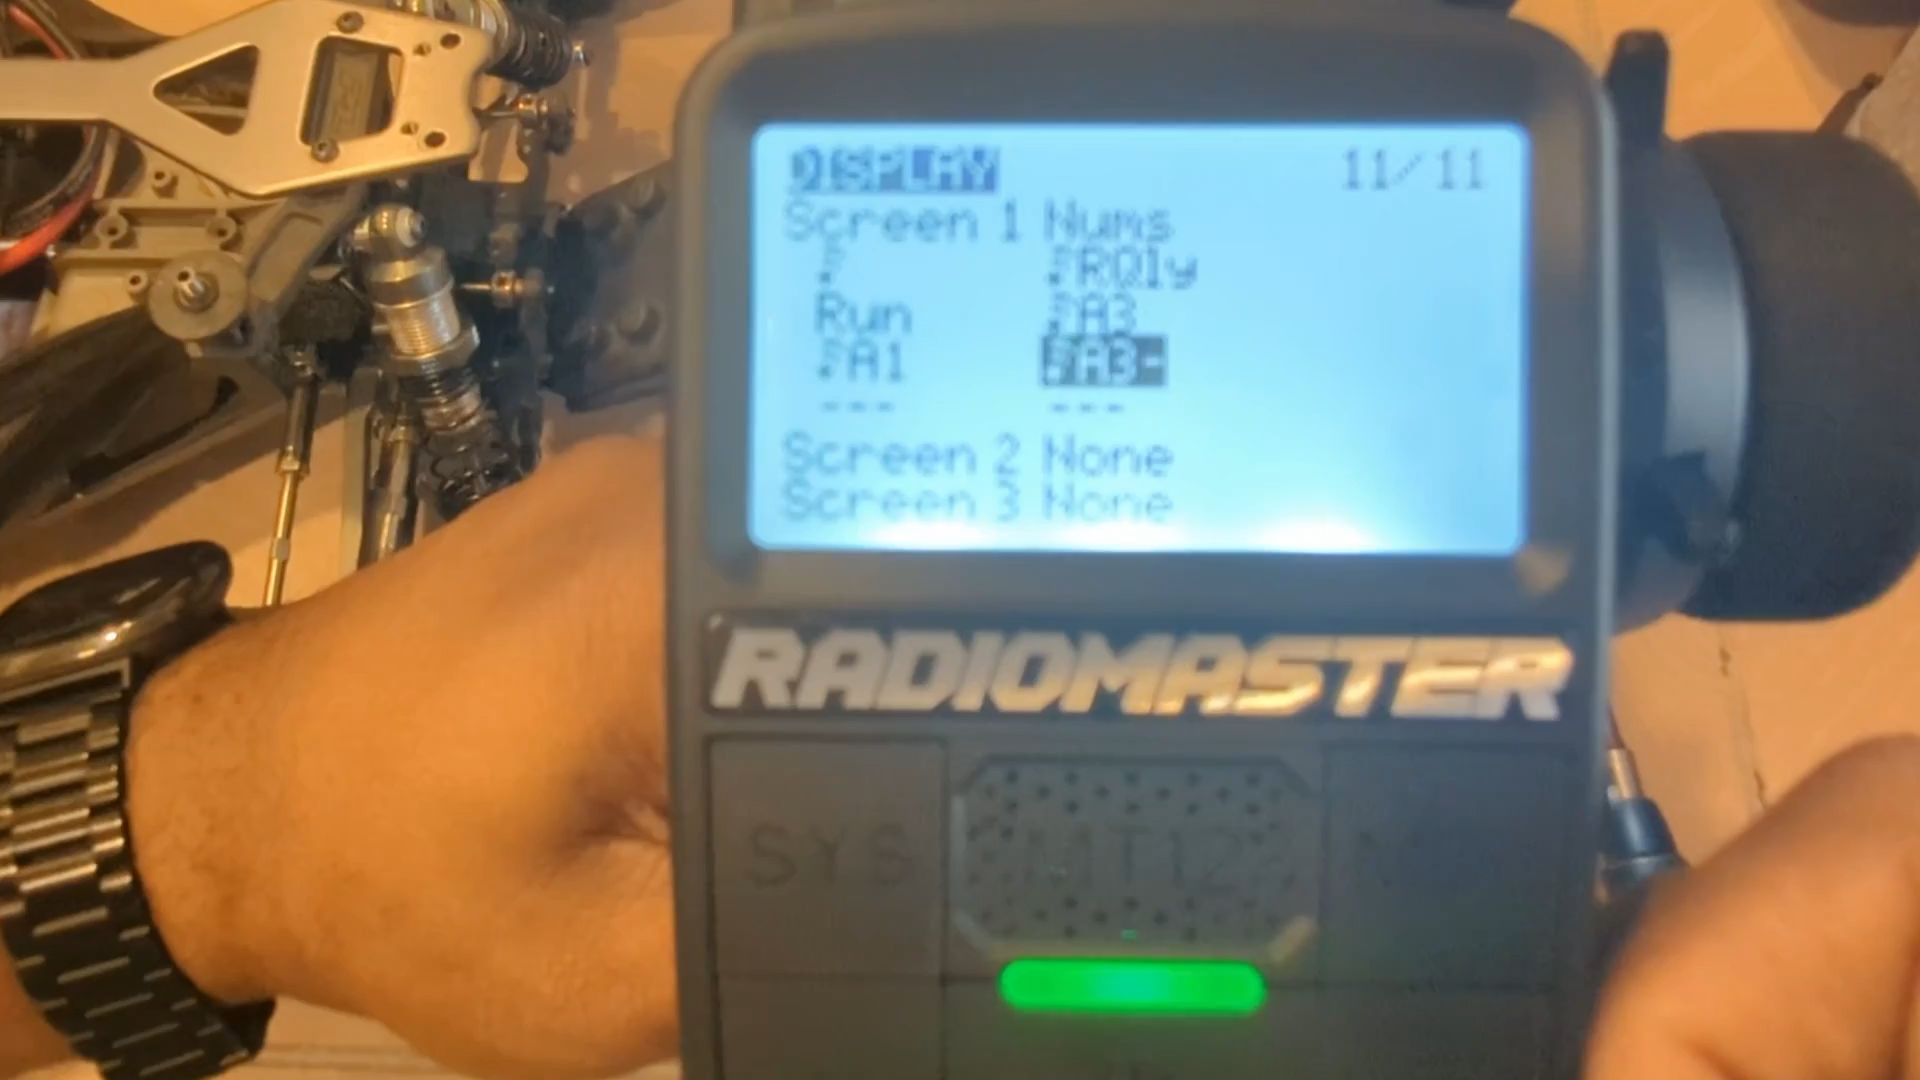 DISPLAY 11/11
Screen 1 Nums
RQly
Run A3
A1 A3-
--- ---
Screen 2 None
Screen 3 None
RADIOMASTER
SYS MT12